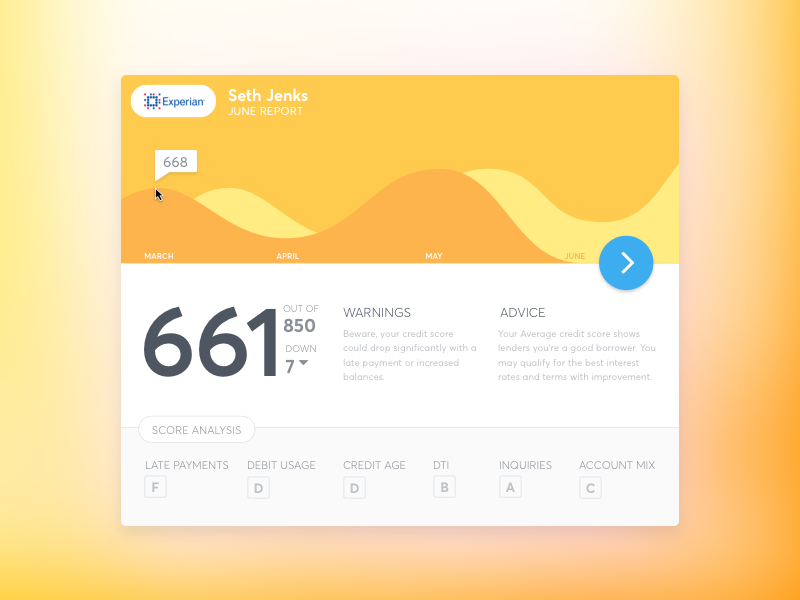 Experian
Seth Jenks
JUNE REPORT
668
MARCH
APRIL
MAY
JUNE
661
OUT OF
850
DOWN
7
WARNINGS
Beware, your credit score
could drop significantly with a
late payment or increased
balances.
ADVICE
Your Average credit score shows
lenders you're a good borrower. You
may qualify for the best interest
rates and terms with improvement.
SCORE ANALYSIS
LATE PAYMENTS
F
DEBIT USAGE
D
CREDIT AGE
D
DTI
B
INQUIRIES
A
ACCOUNT MIX
C